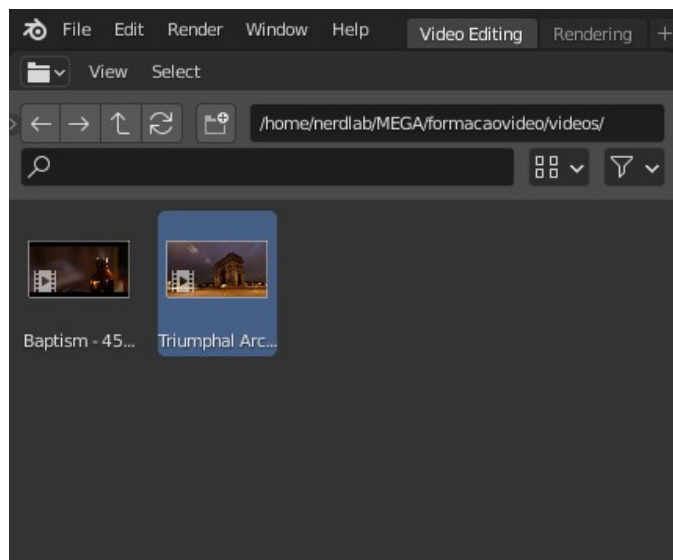 File Edit Render Window Help Video Editing Rendering +
View Select
/home/nerdlab/MEGA/formacaovideo/videos/
Baptism - 45... Triumphal Arc...